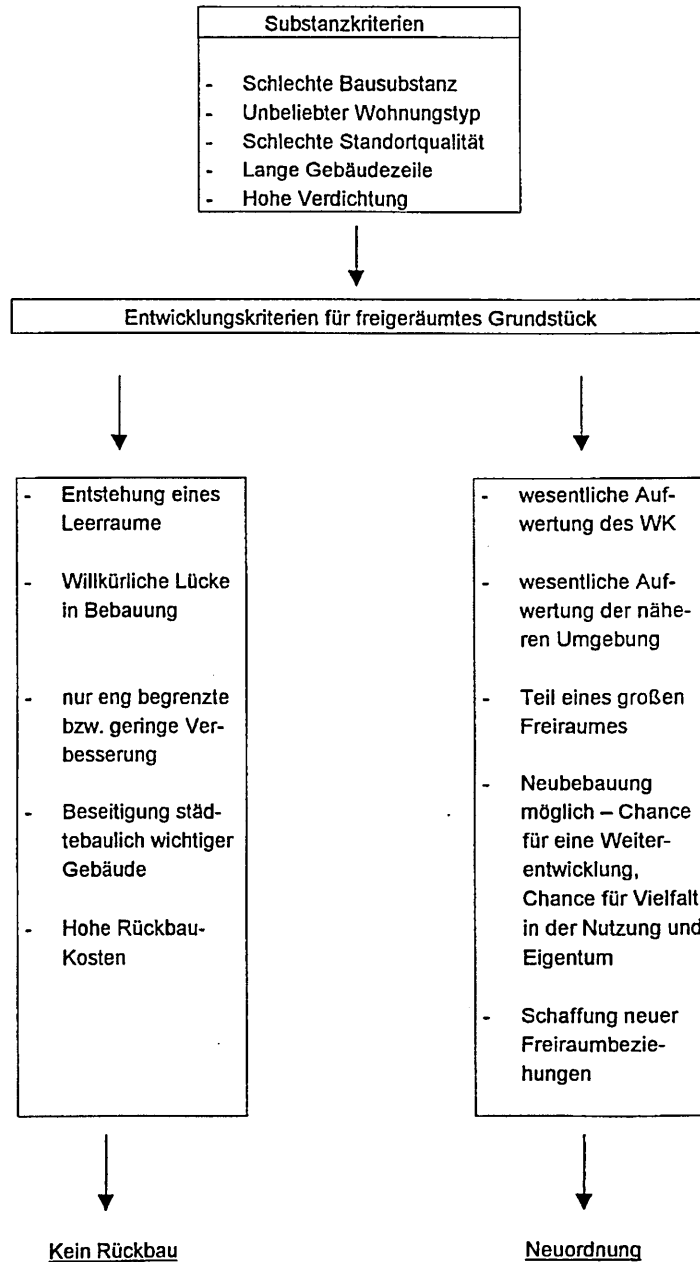 Substanzkriterien
- Schlechte Bausubstanz
- Unbeliebter Wohnungstyp
- Schlechte Standortqualität
- Lange Gebäudezeile
- Hohe Verdichtung
Entwicklungskriterien für freigeräumtes Grundstück
- Entstehung eines
Leerraume
- Willkürliche Lücke
in Bebauung
- nur eng begrenzte
bzw. geringe Ver-
besserung
- Beseitigung städ-
tebaulich wichtiger
Gebäude
- Hohe Rückbau-
Kosten
Kein Rückbau
- wesentliche Auf-
wertung des WK
- wesentliche Auf-
wertung der nähe-
ren Umgebung
- Teil eines großen
Freiraumes
- Neubebauung
möglich – Chance
für eine Weiter-
entwicklung,
Chance für Vielfalt
in der Nutzung und
Eigentum
- Schaffung neuer
Freiraumbezie-
hungen
Neuordnung